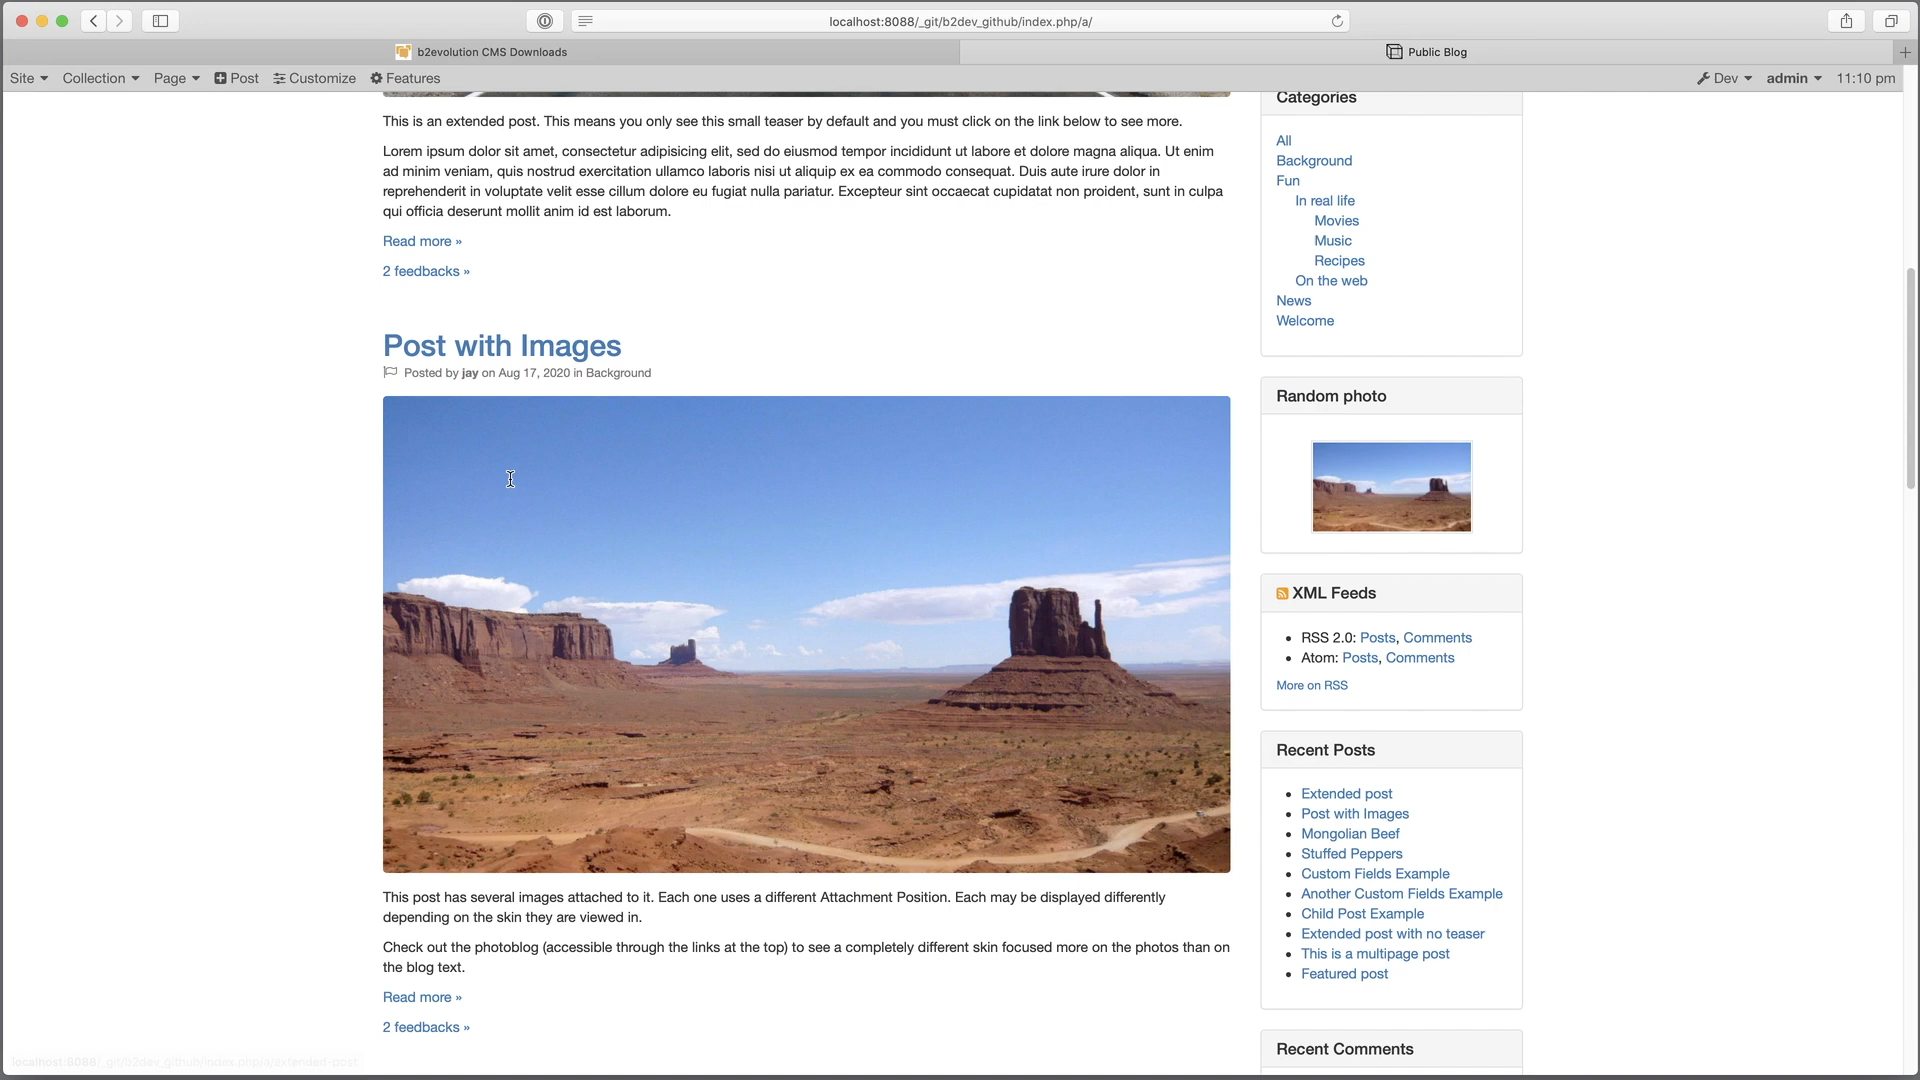 localhost:8088/_git/b2dev_github/index.php/a/
b2evolution CMS Downloads
Public Blog
Site Collection Page Post Customize Features Dev admin 11:10 pm
This is an extended post. This means you only see this small teaser by default and you must click on the link below to see more.
Lorem ipsum dolor sit amet, consectetur adipisicing elit, sed do eiusmod tempor incididunt ut labore et dolore magna aliqua. Ut enim
ad minim veniam, quis nostrud exercitation ullamco laboris nisi ut aliquip ex ea commodo consequat. Duis aute irure dolor in
reprehenderit in voluptate velit esse cillum dolore eu fugiat nulla pariatur. Excepteur sint occaecat cupidatat non proident, sunt in culpa
qui officia deserunt mollit anim id est laborum.
Read more »
2 feedbacks »
Post with Images
Posted by jay on Aug 17, 2020 in Background
This post has several images attached to it. Each one uses a different Attachment Position. Each may be displayed differently
depending on the skin they are viewed in.
Check out the photoblog (accessible through the links at the top) to see a completely different skin focused more on the photos than on
the blog text.
Read more »
2 feedbacks »
Categories
All
Background
Fun
In real life
Movies
Music
Recipes
On the web
News
Welcome
Random photo
XML Feeds
• RSS 2.0: Posts, Comments
• Atom: Posts, Comments
More on RSS
Recent Posts
• Extended post
• Post with Images
• Mongolian Beef
• Stuffed Peppers
• Custom Fields Example
• Another Custom Fields Example
• Child Post Example
• Extended post with no teaser
• This is a multipage post
• Featured post
Recent Comments
localhost:8088/_git/b2dev_github/index.php/a/extended-post